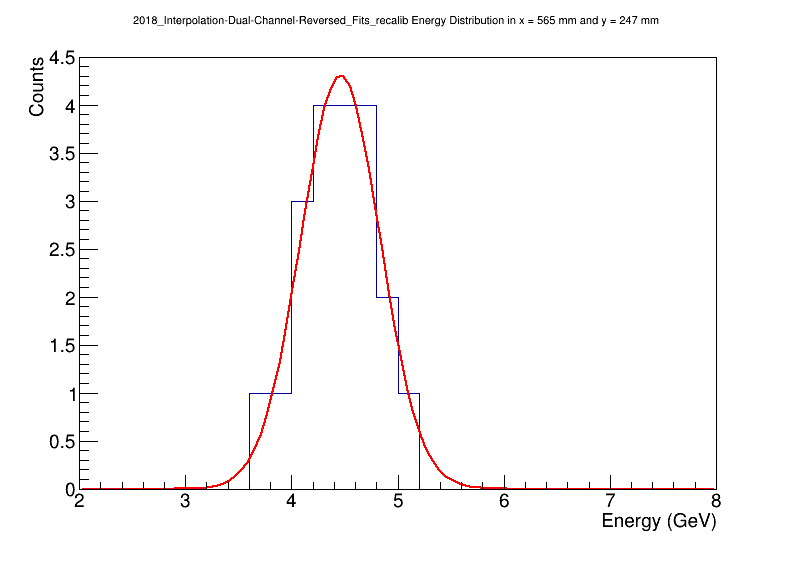 2018_Interpolation-Dual-Channel-Reversed_Fits_recalib Energy Distribution in x = 565 mm and y = 247 mm
Counts
4.5
4
3.5
3
2.5
2
1.5
1
0.5
0
2 3 4 5 6 7 8
Energy (GeV)